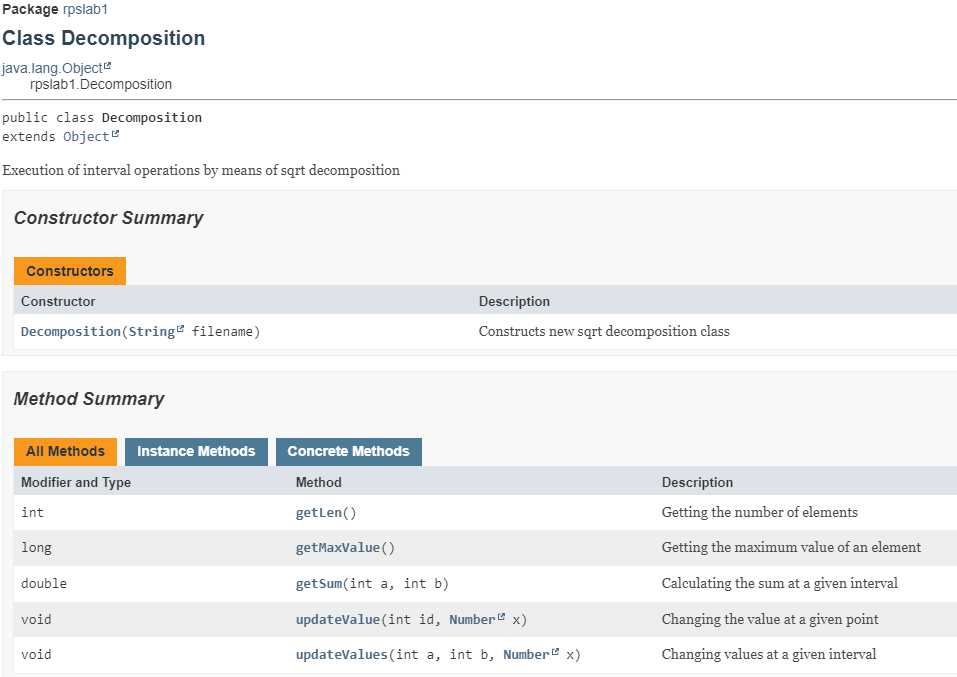 Package rpslab1
Class Decomposition
java.lang.Object
rpslab1.Decomposition
public class Decomposition
extends Object
Execution of interval operations by means of sqrt decomposition
Constructor Summary
Constructors
Constructor Description
Decomposition(String filename) Constructs new sqrt decomposition class
Method Summary
All Methods Instance Methods Concrete Methods
Modifier and Type Method Description
int getLen() Getting the number of elements
long getMaxValue() Getting the maximum value of an element
double getSum(int a, int b) Calculating the sum at a given interval
void updateValue(int id, Number x) Changing the value at a given point
void updateValues(int a, int b, Number x) Changing values at a given interval